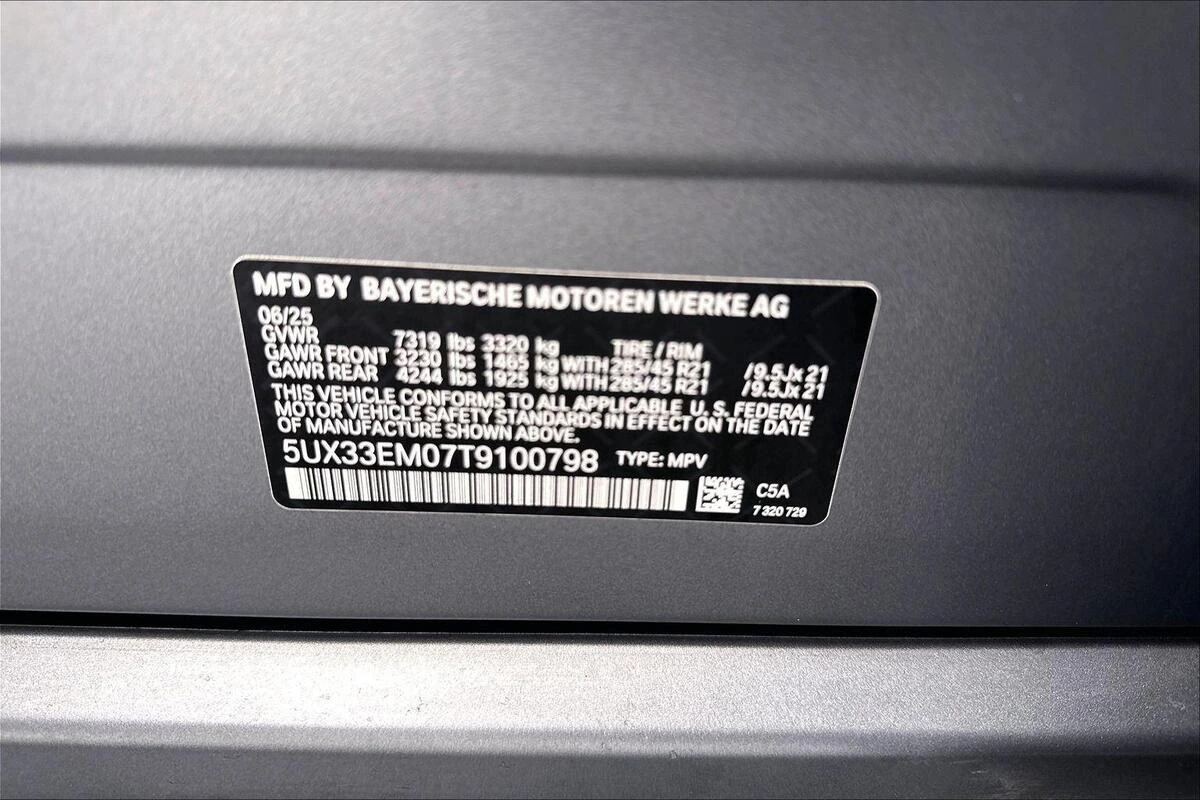 MFD BY BAYERISCHE MOTOREN WERKE AG
06/25
GVWR 7319 lbs 3320 kg TIRE / RIM
GAWR FRONT 3230 lbs 1465 kg WITH 285/45 R21 /9.5Jx 21
GAWR REAR 4244 lbs 1925 kg WITH 285/45 R21 /9.5Jx 21
THIS VEHICLE CONFORMS TO ALL APPLICABLE U. S. FEDERAL
MOTOR VEHICLE SAFETY STANDARDS IN EFFECT ON THE DATE
OF MANUFACTURE SHOWN ABOVE.
5UX33EM07T9100798 TYPE: MPV
C5A
7 320 729